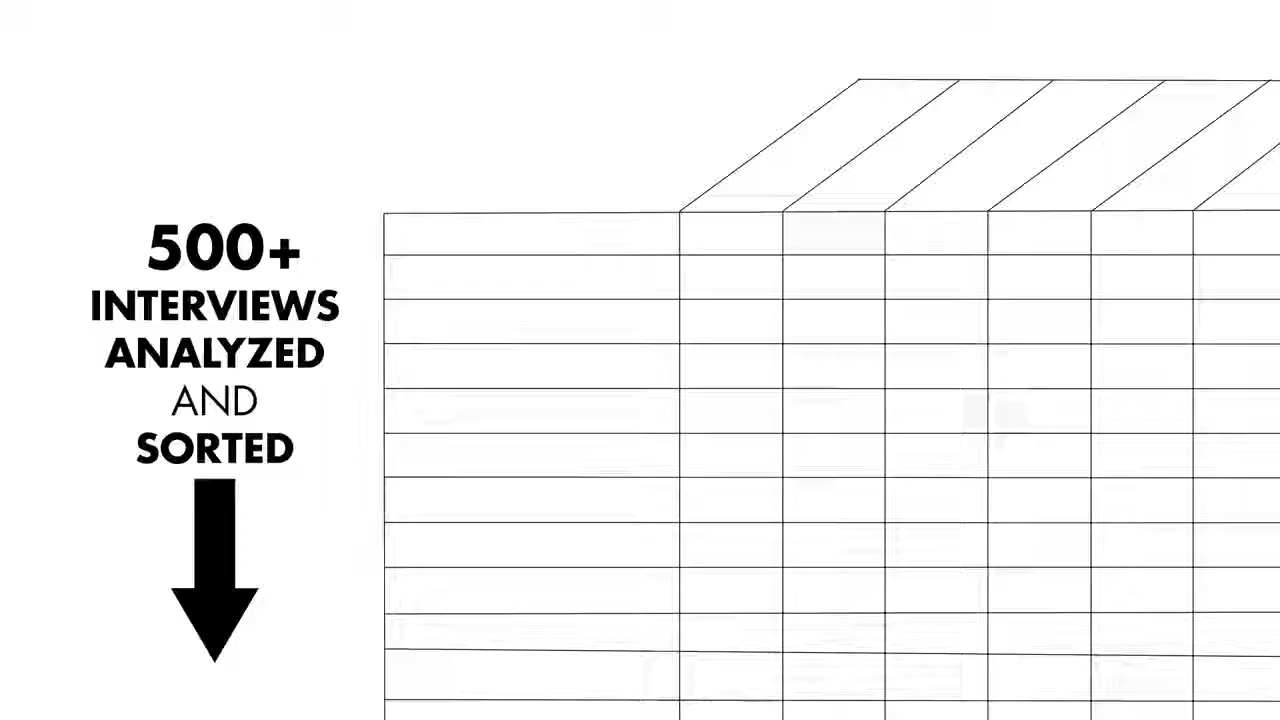 500+
INTERVIEWS
ANALYZED
AND
SORTED